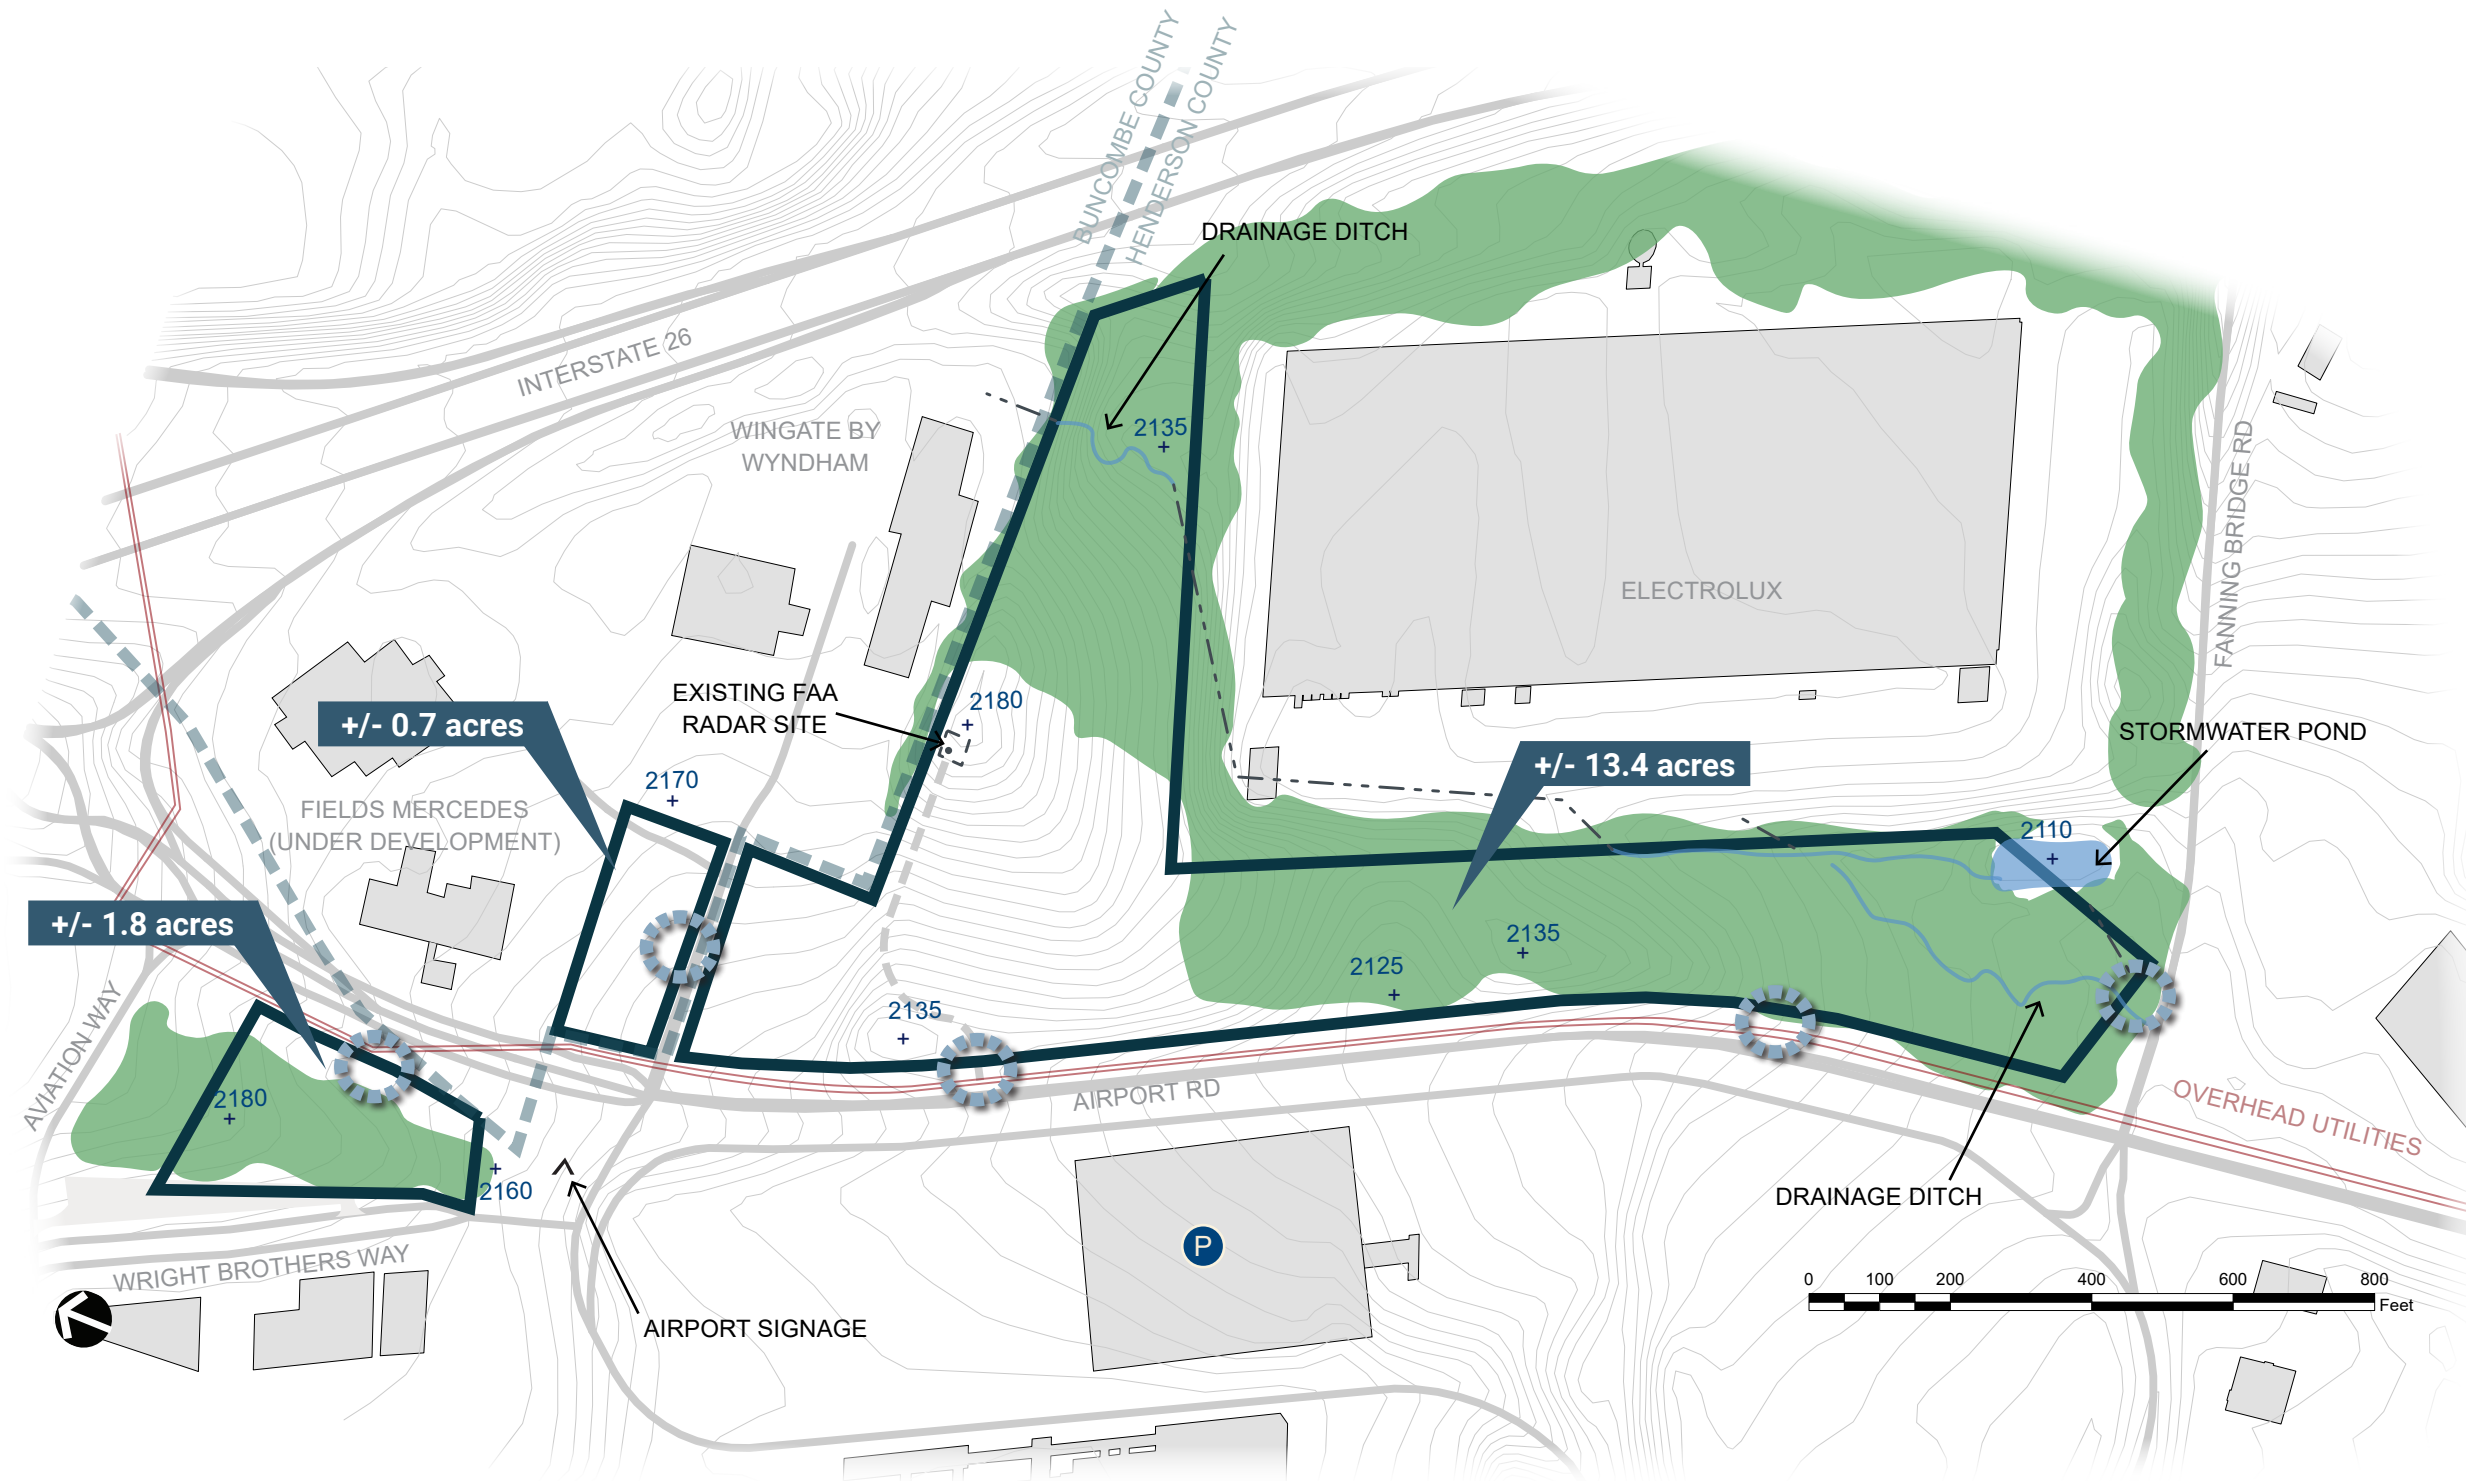 BUNCOMBE COUNTY
HENDERSON COUNTY
DRAINAGE DITCH
INTERSTATE 26
2135
WINGATE BY
WYNDHAM
FANNING BRIDGE RD
ELECTROLUX
EXISTING FAA
RADAR SITE
2180
+/- 0.7 acres
STORMWATER POND
+/- 13.4 acres
2170
FIELDS MERCEDES
(UNDER DEVELOPMENT)
2110
+/- 1.8 acres
2135
2125
2135
AVIATION WAY
2180
AIRPORT RD
OVERHEAD UTILITIES
2160
DRAINAGE DITCH
WRIGHT BROTHERS WAY
P
0 100 200 400 600 800
Feet
AIRPORT SIGNAGE